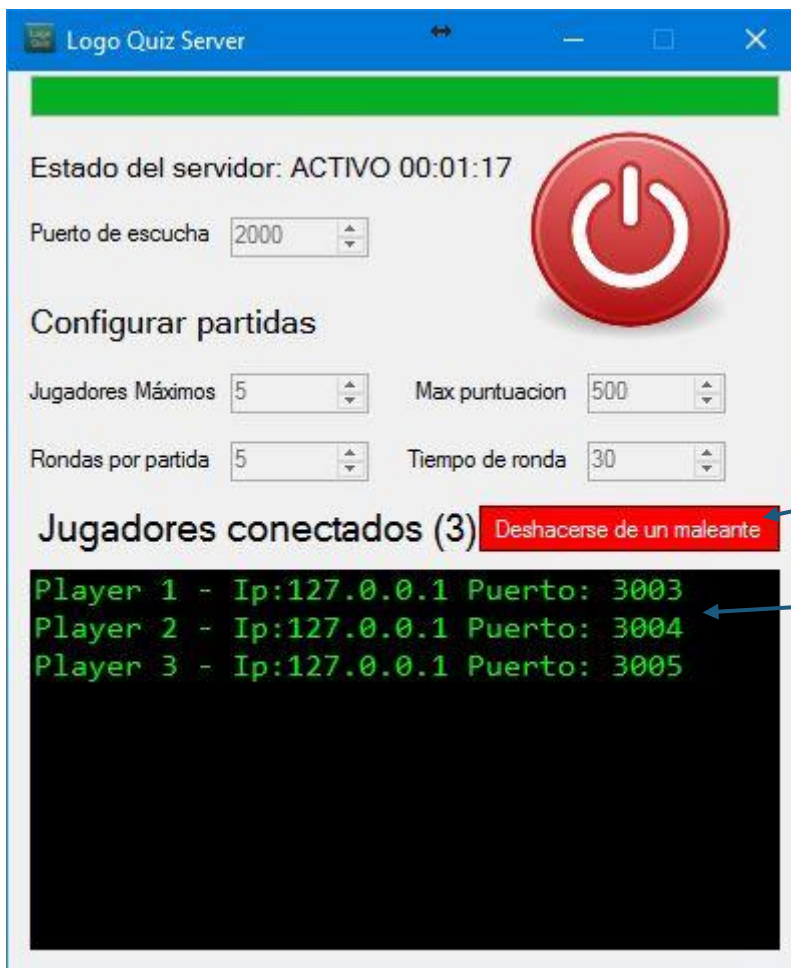 Logo Quiz Server
Estado del servidor: ACTIVO 00:01:17
Puerto de escucha 2000
Configurar partidas
Jugadores Máximos 5 Max puntuacion 500
Rondas por partida 5 Tiempo de ronda 30
Jugadores conectados (3) Deshacerse de un maleante
Player 1 - Ip:127.0.0.1 Puerto: 3003
Player 2 - Ip:127.0.0.1 Puerto: 3004
Player 3 - Ip:127.0.0.1 Puerto: 3005